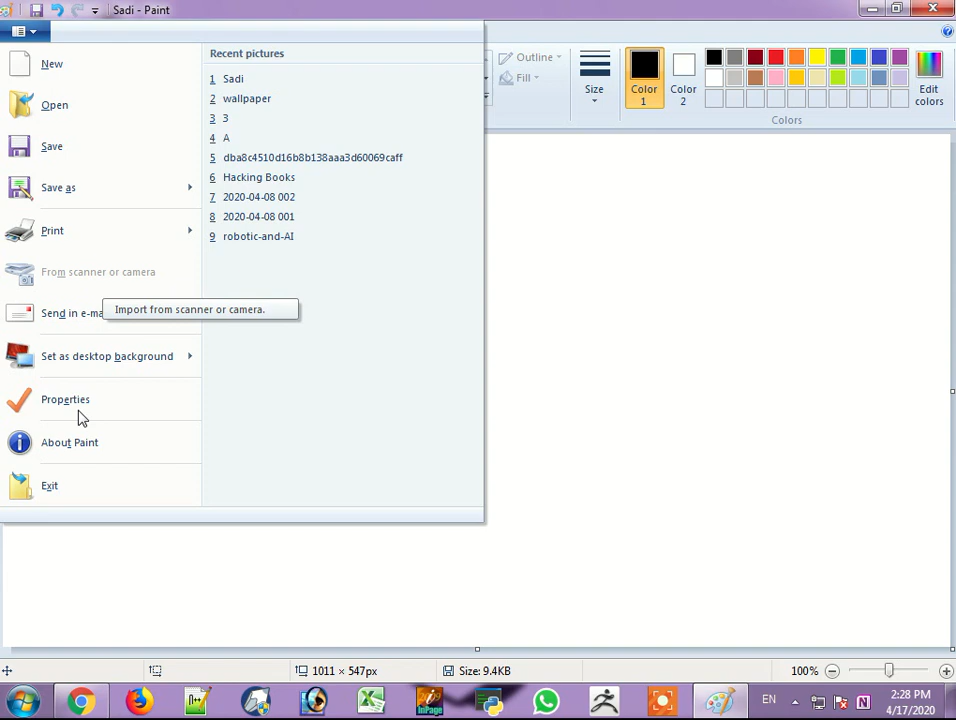 Sadi - Paint
Recent pictures
New
1 Sadi
Open
2 wallpaper
3 3
4 A
Save
5 dba8c4510d16b8b138aaa3d60069caff
6 Hacking Books
Save as
7 2020-04-08 002
8 2020-04-08 001
Print
9 robotic-and-AI
From scanner or camera
Import from scanner or camera.
Send in e-ma
Set as desktop background
Properties
About Paint
Exit
Outline
Fill
Size
Color 1
Color 2
Edit colors
Colors
1011 × 547px
Size: 9.4KB
100%
EN
2:28 PM
4/17/2020